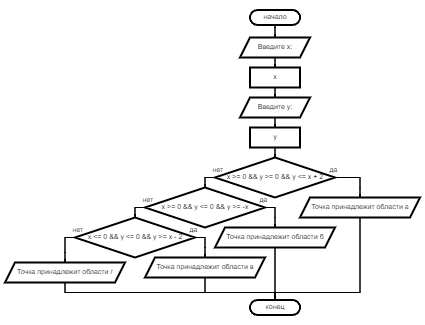 начало
Введите x:
x
Введите y:
y
нет
x >= 0 && y >= 0 && y <= x + 2
да
нет
x >= 0 && y <= 0 && y >= -x
да
Точка принадлежит области а
нет
x <= 0 && y <= 0 && y >= x - 2
да
Точка принадлежит области б
Точка принадлежит области г
Точка принадлежит области в
конец